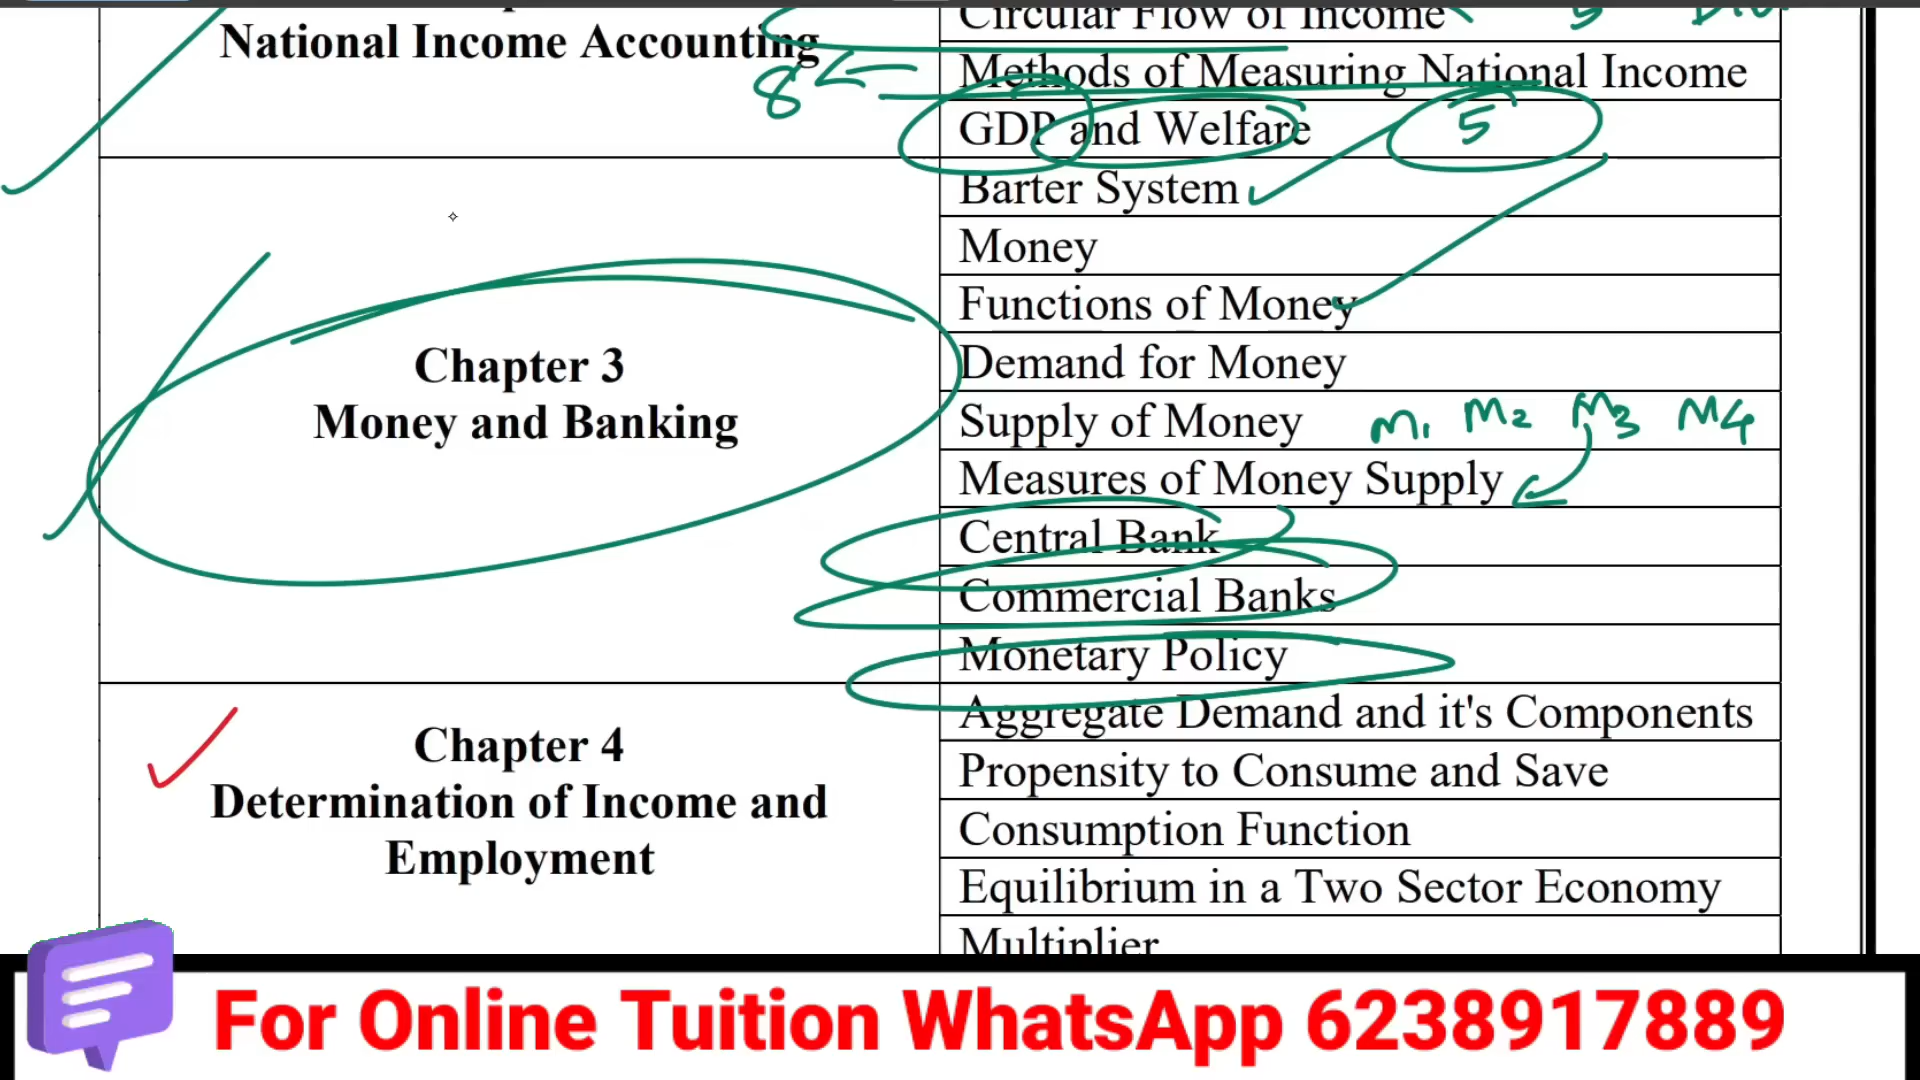 Circular Flow of Income 5
National Income Accounting
8 Methods of Measuring National Income
GDP and Welfare 5
Barter System
Money
Functions of Money
Chapter 3
Money and Banking
Demand for Money
Supply of Money M1 M2 M3 M4
Measures of Money Supply
Central Bank
Commercial Banks
Monetary Policy
Chapter 4
Determination of Income and
Employment
Aggregate Demand and it's Components
Propensity to Consume and Save
Consumption Function
Equilibrium in a Two Sector Economy
Multiplier
For Online Tuition WhatsApp 6238917889